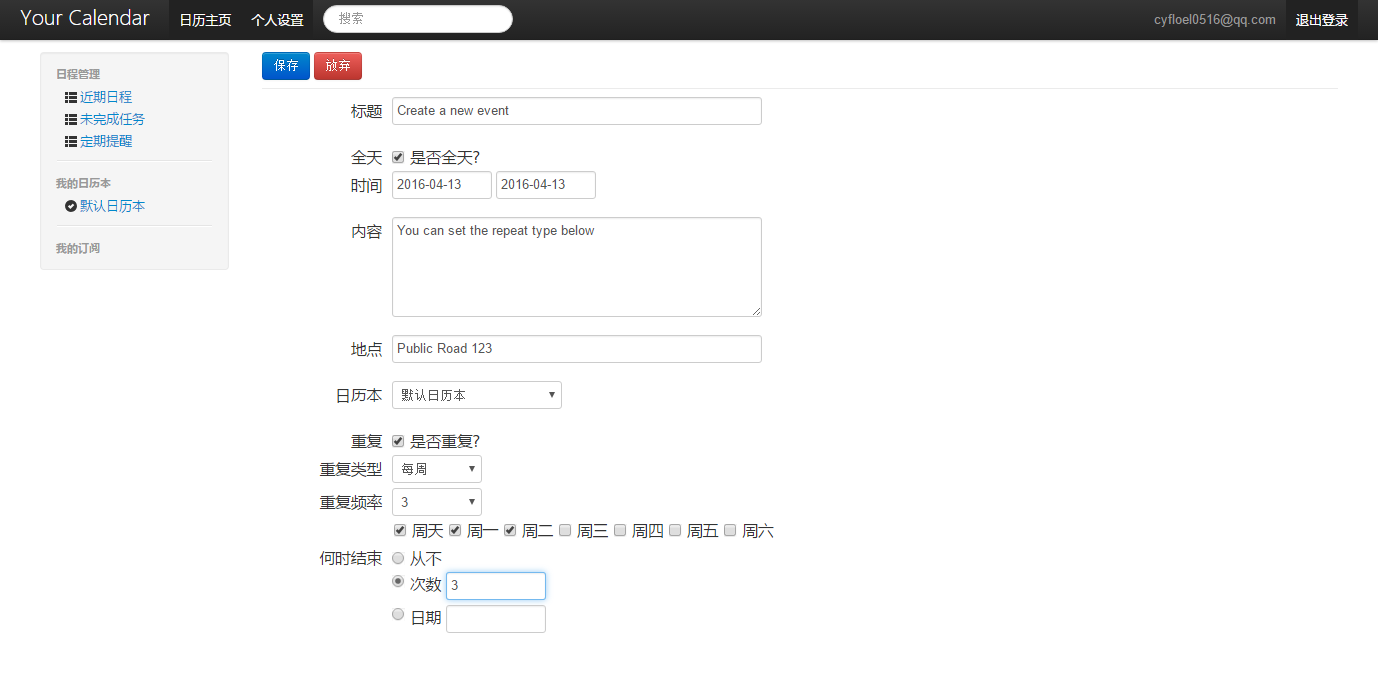 Your Calendar 日历主页 个人设置 搜索 cyfloel0516@qq.com 退出登录
日程管理
近期日程
未完成任务
定期提醒
我的日历本
默认日历本
我的订阅
保存 放弃
标题 Create a new event
全天 是否全天?
时间 2016-04-13 2016-04-13
内容 You can set the repeat type below
地点 Public Road 123
日历本 默认日历本
重复 是否重复?
重复类型 每周
重复频率 3
周天 周一 周二 周三 周四 周五 周六
何时结束 从不
次数 3
日期